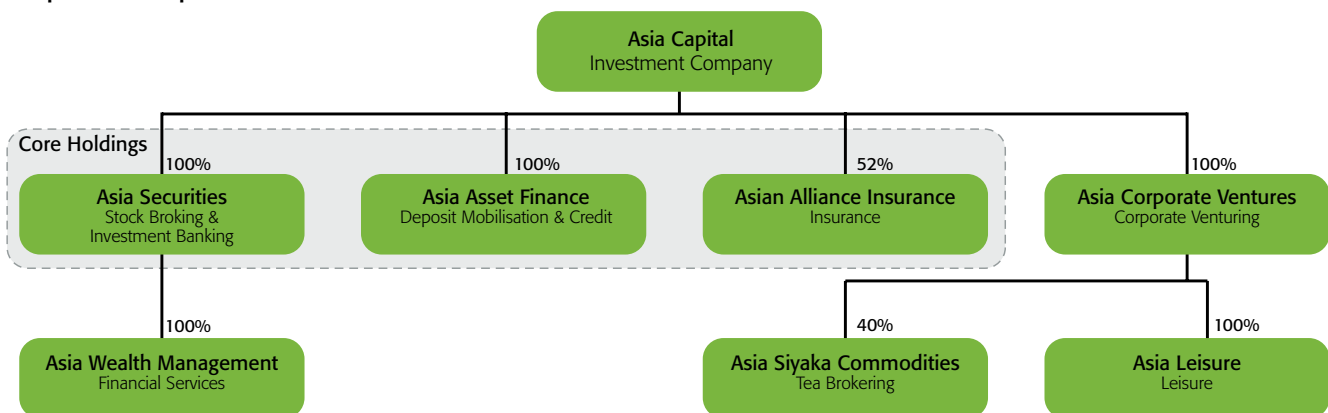 Asia Capital
Investment Company
Core Holdings
100%
100%
52%
100%
Asia Securities
Stock Broking &
Investment Banking
Asia Asset Finance
Deposit Mobilisation & Credit
Asian Alliance Insurance
Insurance
Asia Corporate Ventures
Corporate Venturing
100%
40%
100%
Asia Wealth Management
Financial Services
Asia Siyaka Commodities
Tea Brokering
Asia Leisure
Leisure